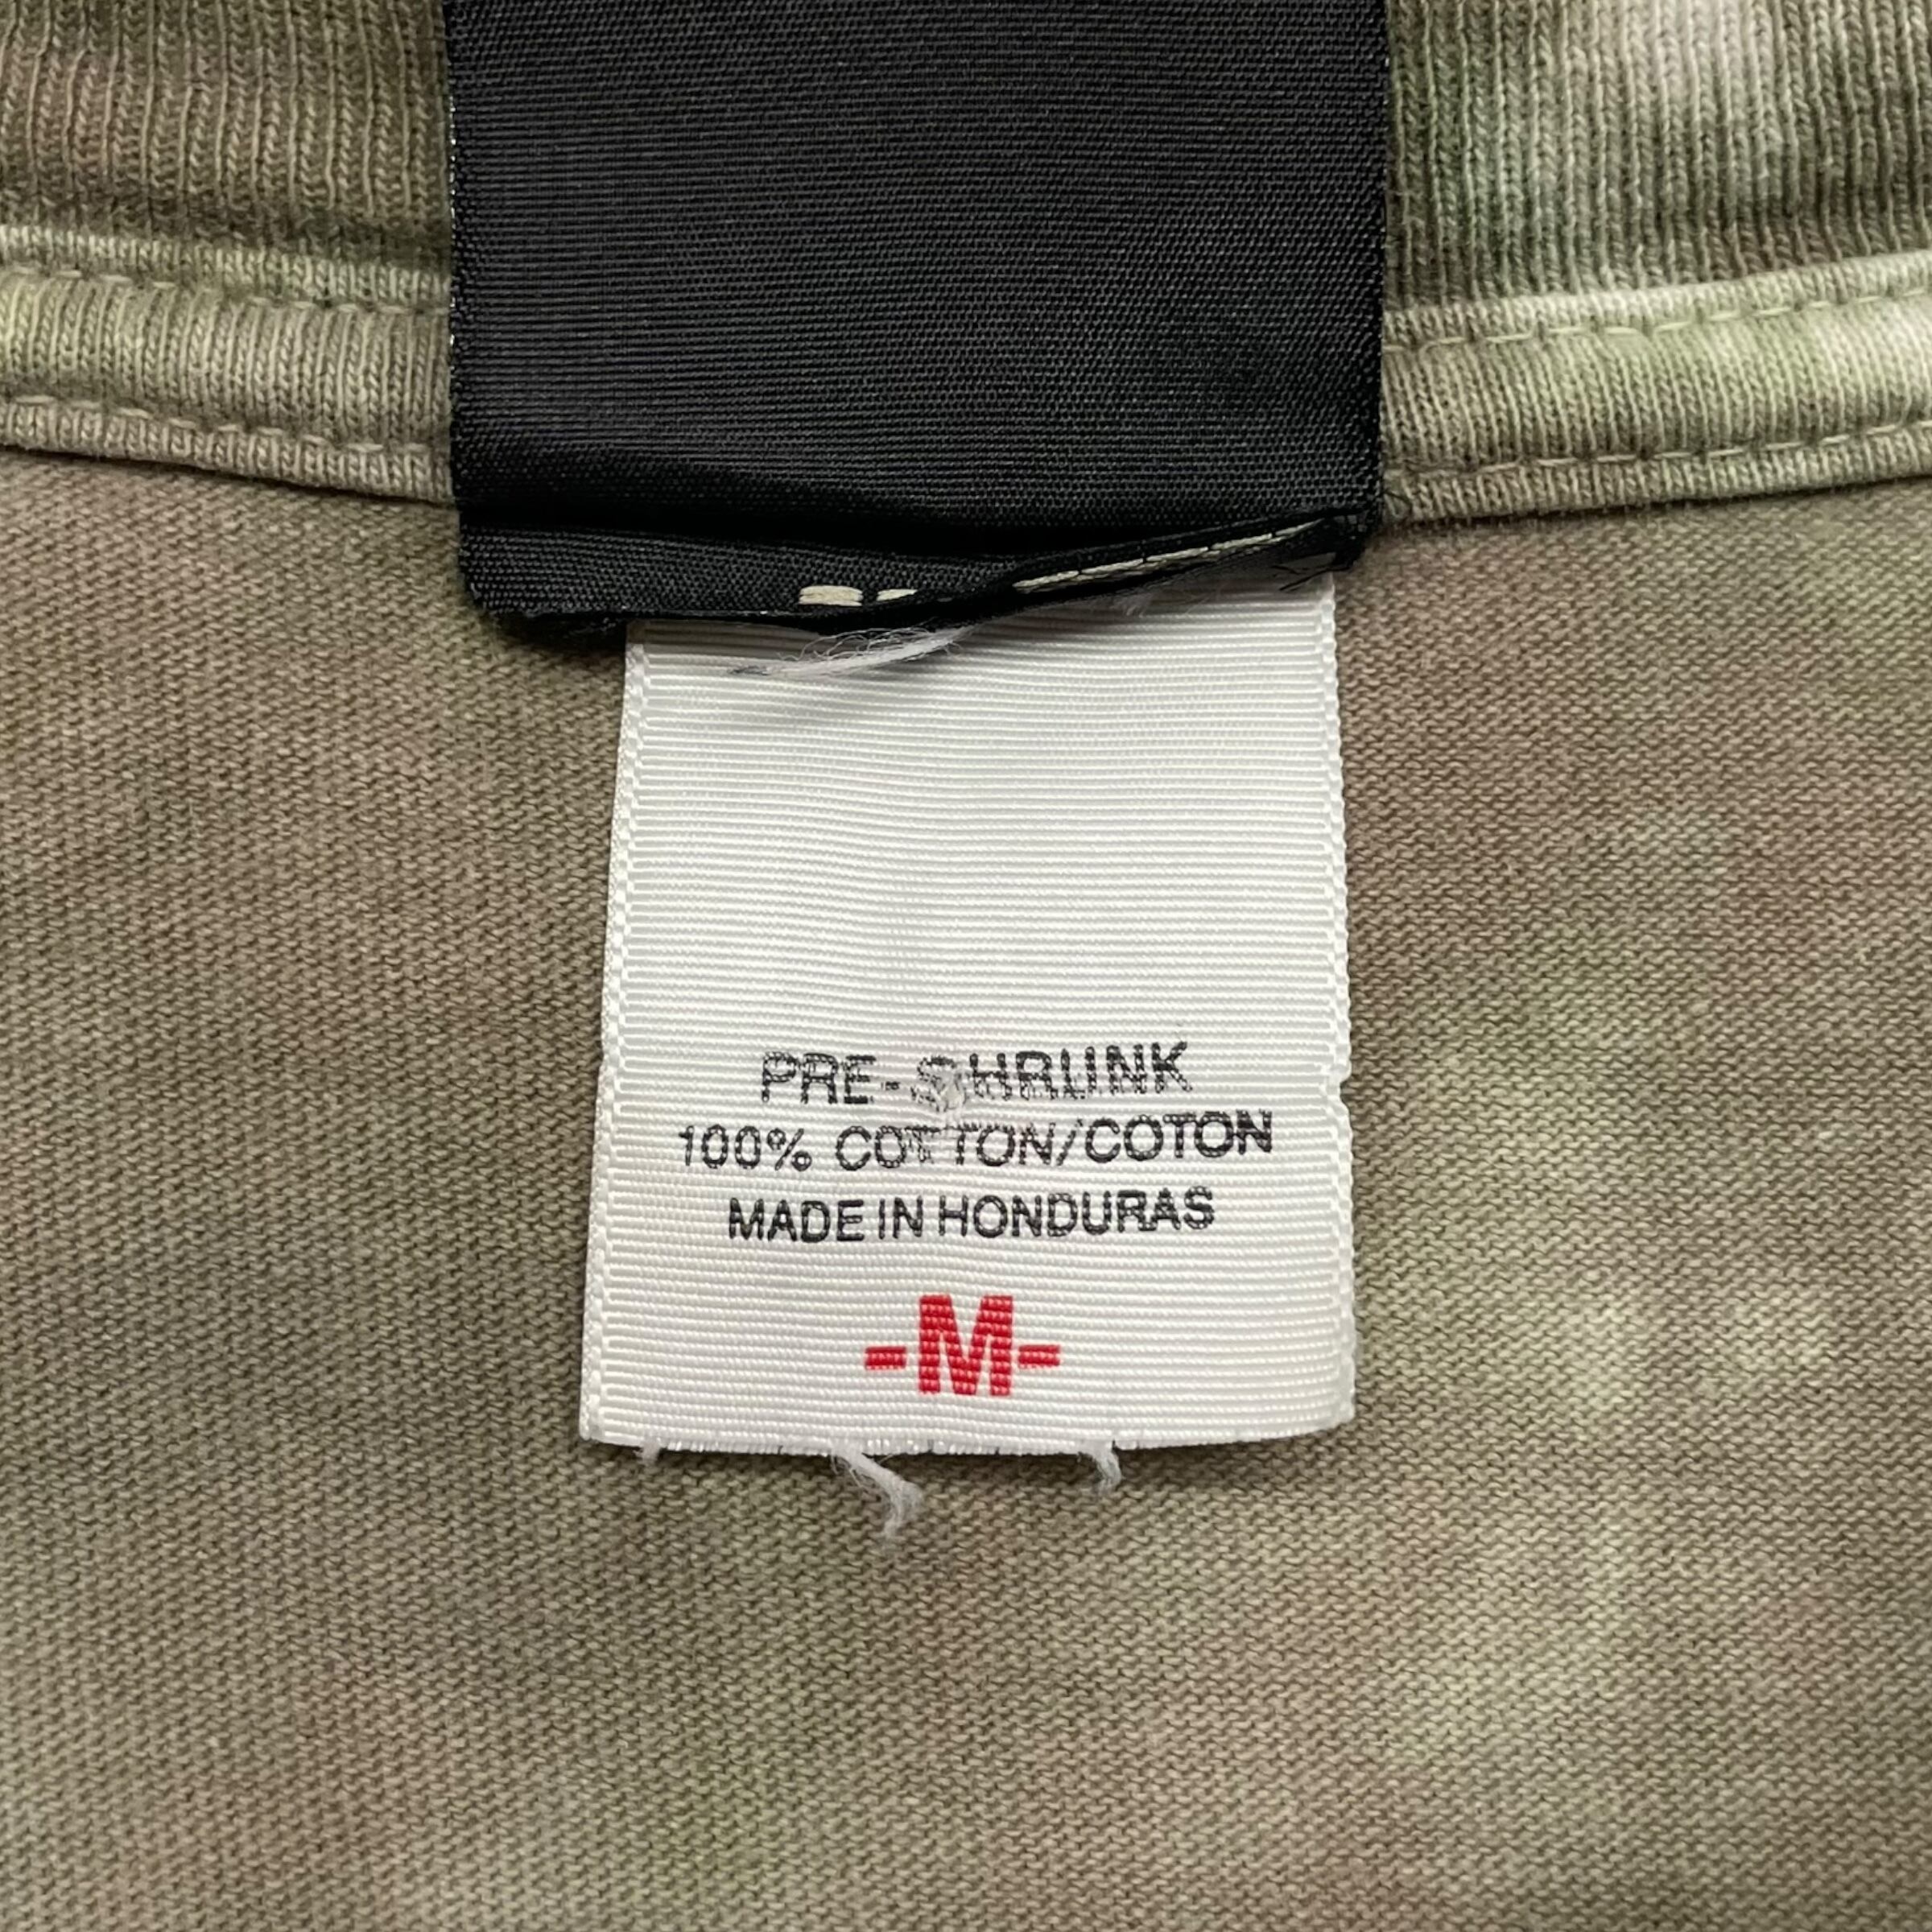 PRE-SHRUNK
100% COTTON/COTON
MADE IN HONDURAS
-M-